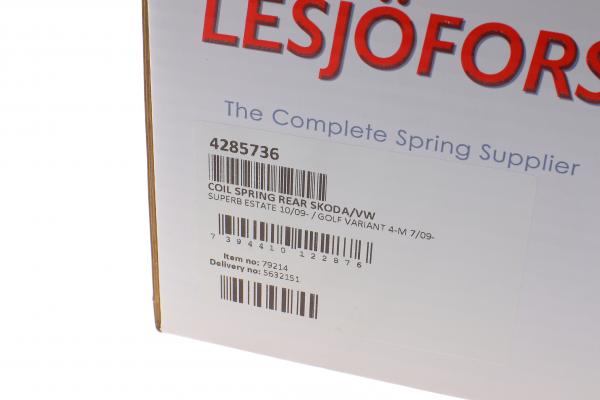 LESJÖFORS
The Complete Spring Supplier
4285736
COIL SPRING REAR SKODA/VW
SUPERB ESTATE 10/09- / GOLF VARIANT 4-M 7/09-
7 394410 122876
Item no: 79214
Delivery no: 5632151